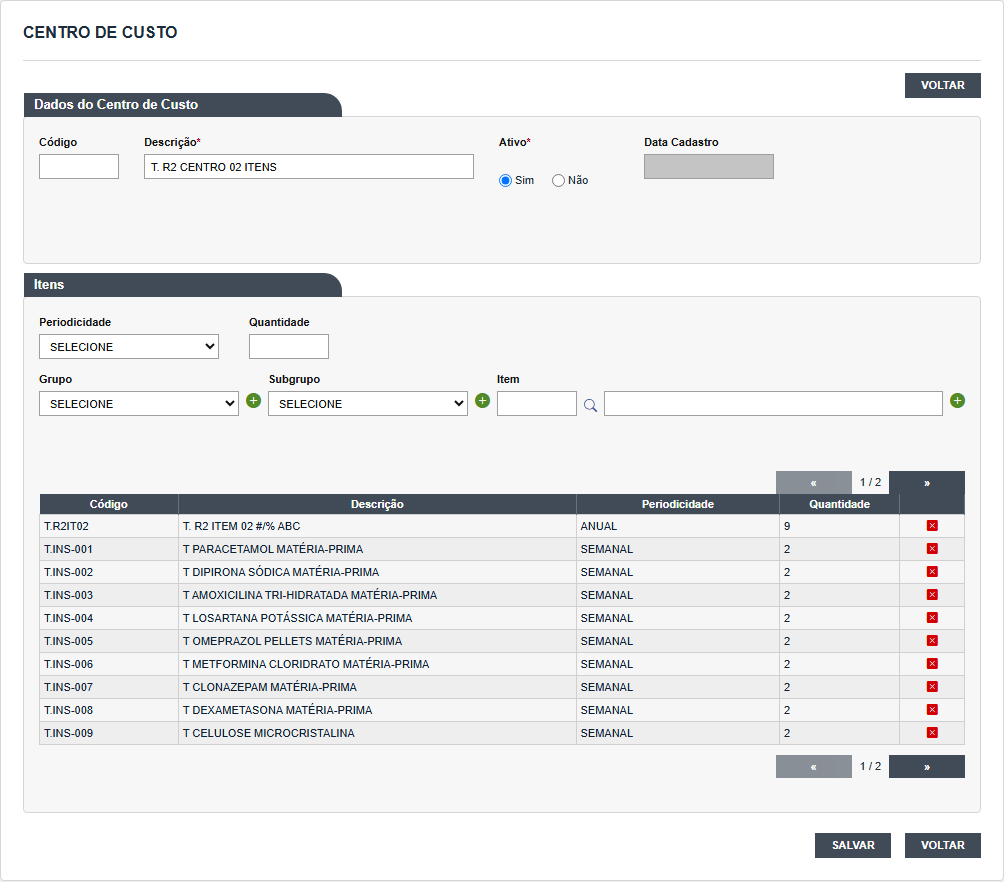 CENTRO DE CUSTO
VOLTAR
Dados do Centro de Custo
Código Descrição* Ativo* Data Cadastro
T. R2 CENTRO 02 ITENS
Sim Não
Itens
Periodicidade Quantidade
SELECIONE
Grupo Subgrupo Item
SELECIONE SELECIONE
« 1 / 2 »
Código Descrição Periodicidade Quantidade
T.R2IT02 T. R2 ITEM 02 #/% ABC ANUAL 9
T.INS-001 T PARACETAMOL MATÉRIA-PRIMA SEMANAL 2
T.INS-002 T DIPIRONA SÓDICA MATÉRIA-PRIMA SEMANAL 2
T.INS-003 T AMOXICILINA TRI-HIDRATADA MATÉRIA-PRIMA SEMANAL 2
T.INS-004 T LOSARTANA POTÁSSICA MATÉRIA-PRIMA SEMANAL 2
T.INS-005 T OMEPRAZOL PELLETS MATÉRIA-PRIMA SEMANAL 2
T.INS-006 T METFORMINA CLORIDRATO MATÉRIA-PRIMA SEMANAL 2
T.INS-007 T CLONAZEPAM MATÉRIA-PRIMA SEMANAL 2
T.INS-008 T DEXAMETASONA MATÉRIA-PRIMA SEMANAL 2
T.INS-009 T CELULOSE MICROCRISTALINA SEMANAL 2
« 1 / 2 »
SALVAR VOLTAR